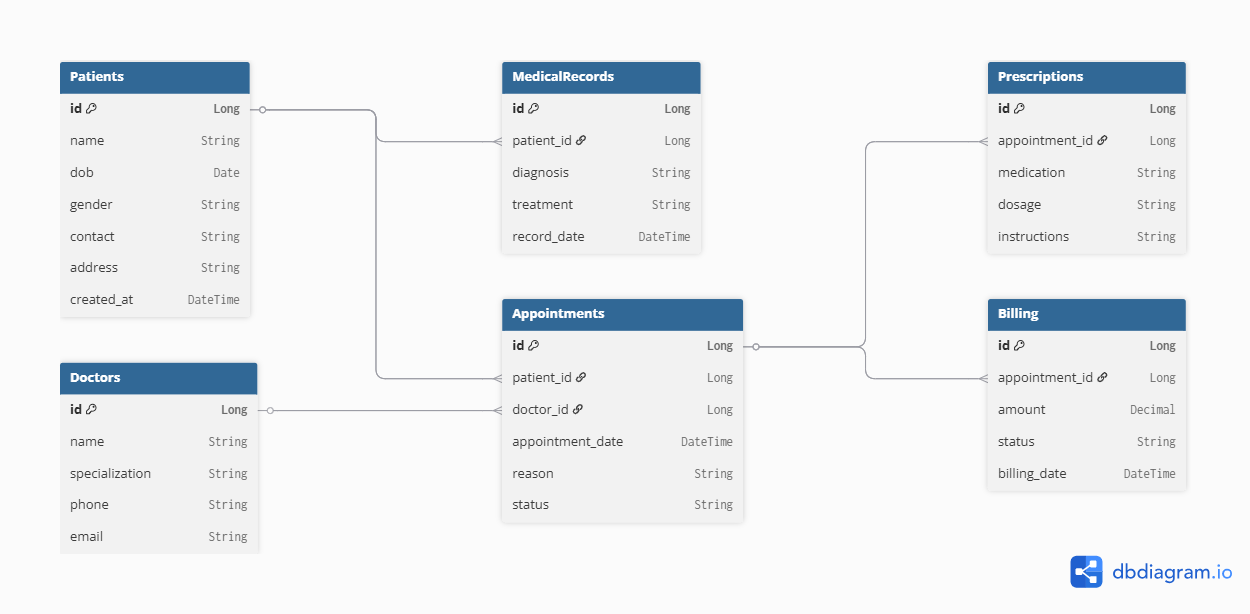 Patients
id Long
name String
dob Date
gender String
contact String
address String
created_at DateTime
Doctors
id Long
name String
specialization String
phone String
email String
MedicalRecords
id Long
patient_id Long
diagnosis String
treatment String
record_date DateTime
Appointments
id Long
patient_id Long
doctor_id Long
appointment_date DateTime
reason String
status String
Prescriptions
id Long
appointment_id Long
medication String
dosage String
instructions String
Billing
id Long
appointment_id Long
amount Decimal
status String
billing_date DateTime
dbdiagram.io